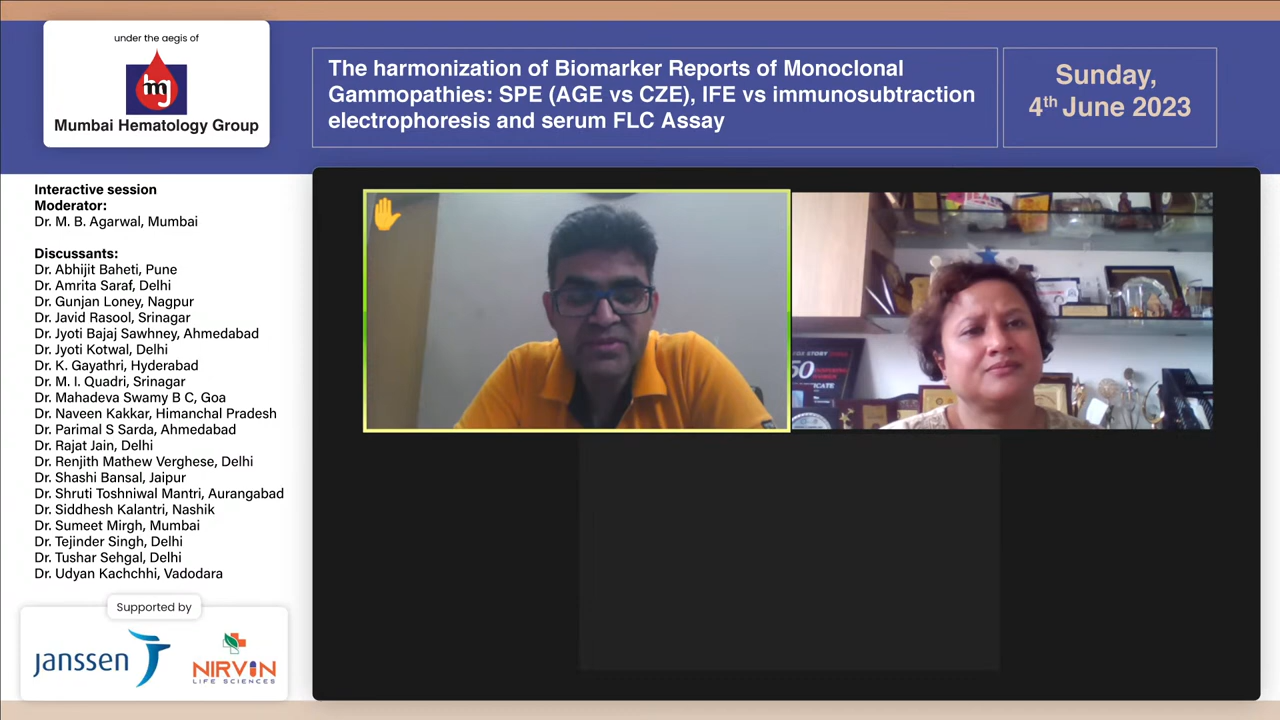 under the aegis of
hg
Mumbai Hematology Group
The harmonization of Biomarker Reports of Monoclonal
Gammopathies: SPE (AGE vs CZE), IFE vs immunosubtraction
electrophoresis and serum FLC Assay
Sunday,
4th June 2023
Interactive session
Moderator:
Dr. M. B. Agarwal, Mumbai
Discussants:
Dr. Abhijit Baheti, Pune
Dr. Amrita Saraf, Delhi
Dr. Gunjan Loney, Nagpur
Dr. Javid Rasool, Srinagar
Dr. Jyoti Bajaj Sawhney, Ahmedabad
Dr. Jyoti Kotwal, Delhi
Dr. K. Gayathri, Hyderabad
Dr. M. I. Quadri, Srinagar
Dr. Mahadeva Swamy B C, Goa
Dr. Naveen Kakkar, Himanchal Pradesh
Dr. Parimal S Sarda, Ahmedabad
Dr. Rajat Jain, Delhi
Dr. Renjith Mathew Verghese, Delhi
Dr. Shashi Bansal, Jaipur
Dr. Shruti Toshniwal Mantri, Aurangabad
Dr. Siddhesh Kalantri, Nashik
Dr. Sumeet Mirgh, Mumbai
Dr. Tejinder Singh, Delhi
Dr. Tushar Sehgal, Delhi
Dr. Udyan Kachchhi, Vadodara
Supported by
janssen
NIRViN
LIFE SCIENCES
STORY
50